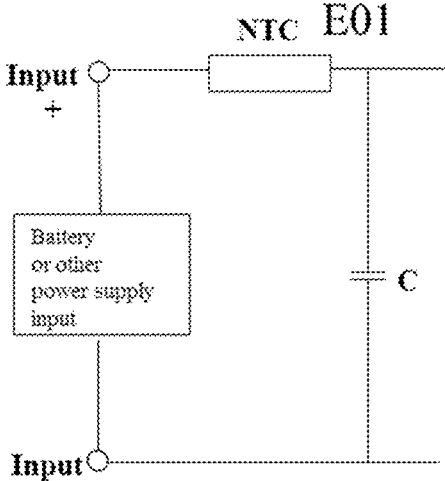 NTC E01
Input
+
Battery
or other
power supply
input
C
Input